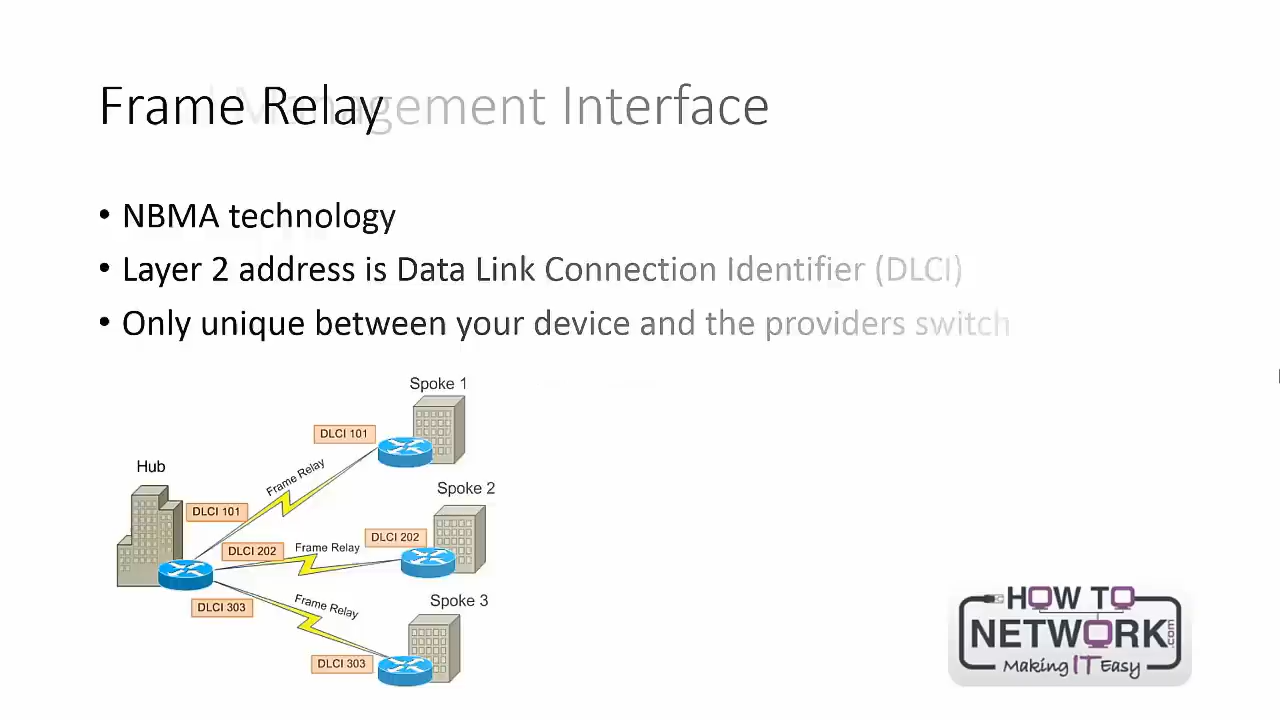 Frame Relay
Management Interface
• NBMA technology
• Layer 2 address is Data Link Connection Identifier (DLCI)
• Only unique between your device and the providers switch
Spoke 1
DLCI 101
Frame Relay
Hub
DLCI 101
Spoke 2
DLCI 202
Frame Relay
DLCI 202
DLCI 303
Frame Relay
Spoke 3
DLCI 303
HOW TO
NETWORK.com
Making IT Easy